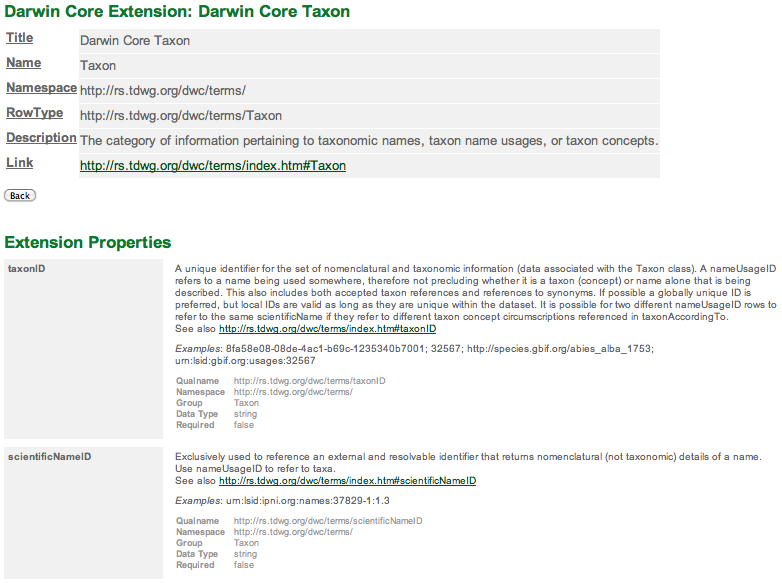 Darwin Core Extension: Darwin Core Taxon
Title Darwin Core Taxon
Name Taxon
Namespace http://rs.tdwg.org/dwc/terms/
RowType http://rs.tdwg.org/dwc/terms/Taxon
Description The category of information pertaining to taxonomic names, taxon name usages, or taxon concepts.
Link http://rs.tdwg.org/dwc/terms/index.htm#Taxon
Back
Extension Properties
taxonID
A unique identifier for the set of nomenclatural and taxonomic information (data associated with the Taxon class). A nameUsageID
refers to a name being used somewhere, therefore not precluding whether it is a taxon (concept) or name alone that is being
described. This also includes both accepted taxon references and references to synonyms. If possible a globally unique ID is
preferred, but local IDs are valid as long as they are unique within the dataset. It is possible for two different nameUsageID rows to
refer to the same scientificName if they refer to different taxon concept circumscriptions referenced in taxonAccordingTo.
See also http://rs.tdwg.org/dwc/terms/index.htm#taxonID
Examples: 8fa58e08-08de-4ac1-b69c-1235340b7001; 32567; http://species.gbif.org/abies_alba_1753;
urn:lsid:gbif.org:usages:32567
Qualname http://rs.tdwg.org/dwc/terms/taxonID
Namespace http://rs.tdwg.org/dwc/terms/
Group Taxon
Data Type string
Required false
scientificNameID
Exclusively used to reference an external and resolvable identifier that returns nomenclatural (not taxonomic) details of a name.
Use nameUsageID to refer to taxa.
See also http://rs.tdwg.org/dwc/terms/index.htm#scientificNameID
Examples: urn:lsid:ipni.org:names:37829-1:1.3
Qualname http://rs.tdwg.org/dwc/terms/scientificNameID
Namespace http://rs.tdwg.org/dwc/terms/
Group Taxon
Data Type string
Required false